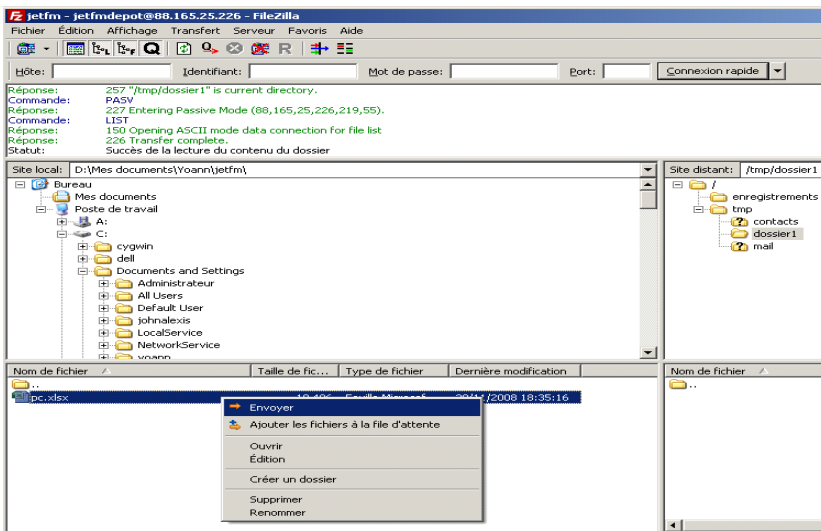 jetfm - jetfmdepot@88.165.25.226 - FileZilla
Fichier Édition Affichage Transfert Serveur Favoris Aide
Hôte: Identifiant: Mot de passe: Port: Connexion rapide
Réponse: 257 "/tmp/dossier1" is current directory.
Commande: PASV
Réponse: 227 Entering Passive Mode (88,165,25,226,219,55).
Commande: LIST
Réponse: 150 Opening ASCII mode data connection for file list
Réponse: 226 Transfer complete.
Statut: Succès de la lecture du contenu du dossier
Site local: D:\Mes documents\Yoann\jetfm\
Bureau
Mes documents
Poste de travail
A:
C:
cygwin
dell
Documents and Settings
Administrateur
All Users
Default User
johnalexis
LocalService
NetworkService
yoann
Site distant: /tmp/dossier1
/
enregistrements
tmp
contacts
dossier1
mail
Nom de fichier Taille de fic... Type de fichier Dernière modification
..
pc.xlsx 2008 18:35:16
Envoyer
Ajouter les fichiers à la file d'attente
Ouvrir
Édition
Créer un dossier
Supprimer
Renommer
Nom de fichier
..